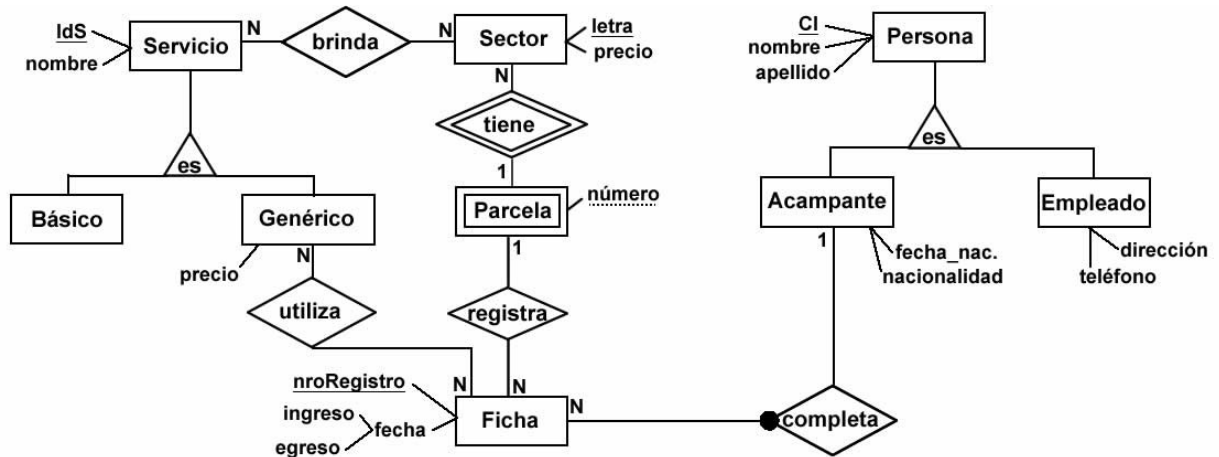 IdS
nombre
Servicio
N
brinda
N
Sector
letra
precio
CI
nombre
apellido
Persona
N
tiene
1
es
es
Básico
Genérico
precio
N
Parcela
número
1
Acampante
1
fecha_nac.
nacionalidad
Empleado
dirección
teléfono
utiliza
registra
nroRegistro
ingreso
egreso
fecha
N
N
Ficha
N
completa